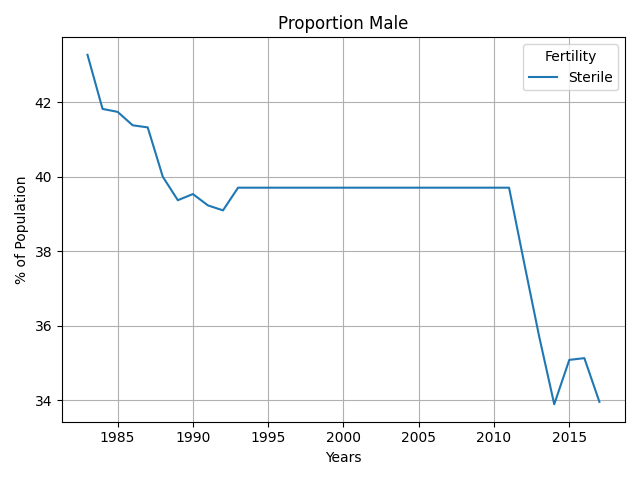 Proportion Male
Fertility
Sterile
% of Population
42
40
38
36
34
1985 1990 1995 2000 2005 2010 2015
Years